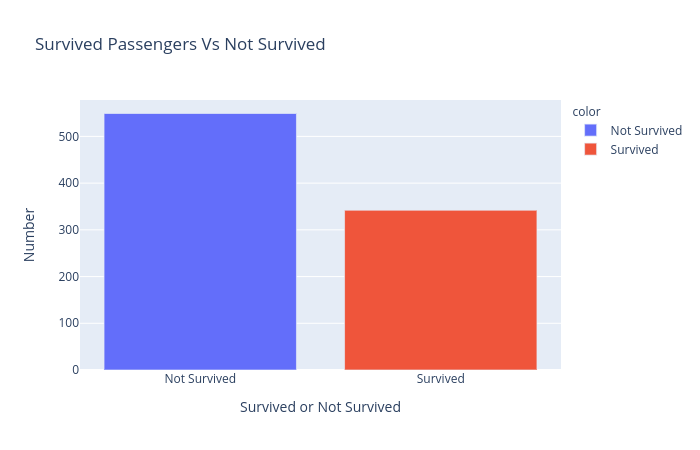 Survived Passengers Vs Not Survived
color
Not Survived
Survived
Number
500
400
300
200
100
0
Not Survived
Survived
Survived or Not Survived